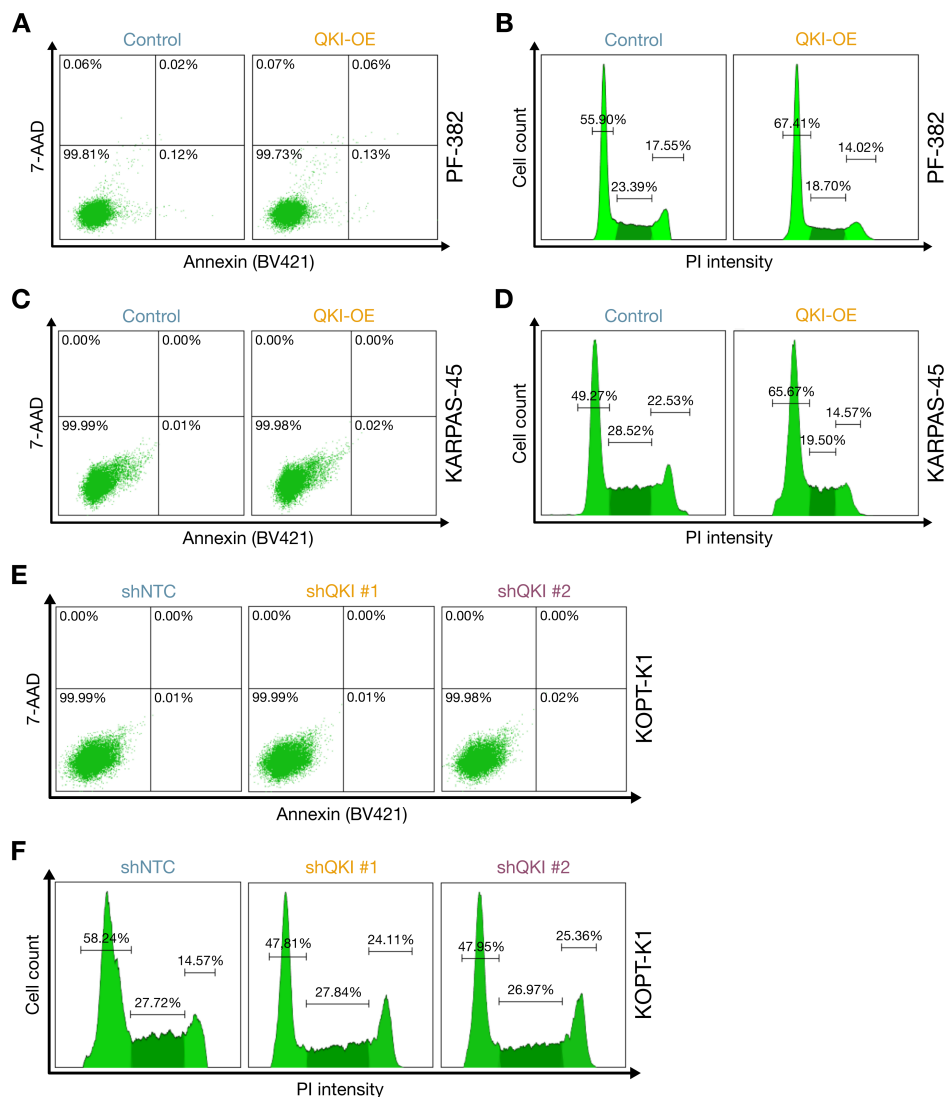 A
Control
QKI-OE
0.06%
0.02%
0.07%
0.06%
99.81%
0.12%
99.73%
0.13%
7-AAD
Annexin (BV421)
PF-382
B
Control
QKI-OE
55.90%
17.55%
23.39%
67.41%
14.02%
18.70%
Cell count
PI intensity
PF-382
C
Control
QKI-OE
0.00%
0.00%
0.00%
0.00%
99.99%
0.01%
99.98%
0.02%
7-AAD
Annexin (BV421)
KARPAS-45
D
Control
QKI-OE
49.27%
22.53%
28.52%
65.67%
14.57%
19.50%
Cell count
PI intensity
KARPAS-45
E
shNTC
shQKI #1
shQKI #2
0.00%
0.00%
0.00%
0.00%
0.00%
0.00%
99.99%
0.01%
99.99%
0.01%
99.98%
0.02%
7-AAD
Annexin (BV421)
KOPT-K1
F
shNTC
shQKI #1
shQKI #2
58.24%
14.57%
27.72%
47.81%
24.11%
27.84%
47.95%
25.36%
26.97%
Cell count
PI intensity
KOPT-K1